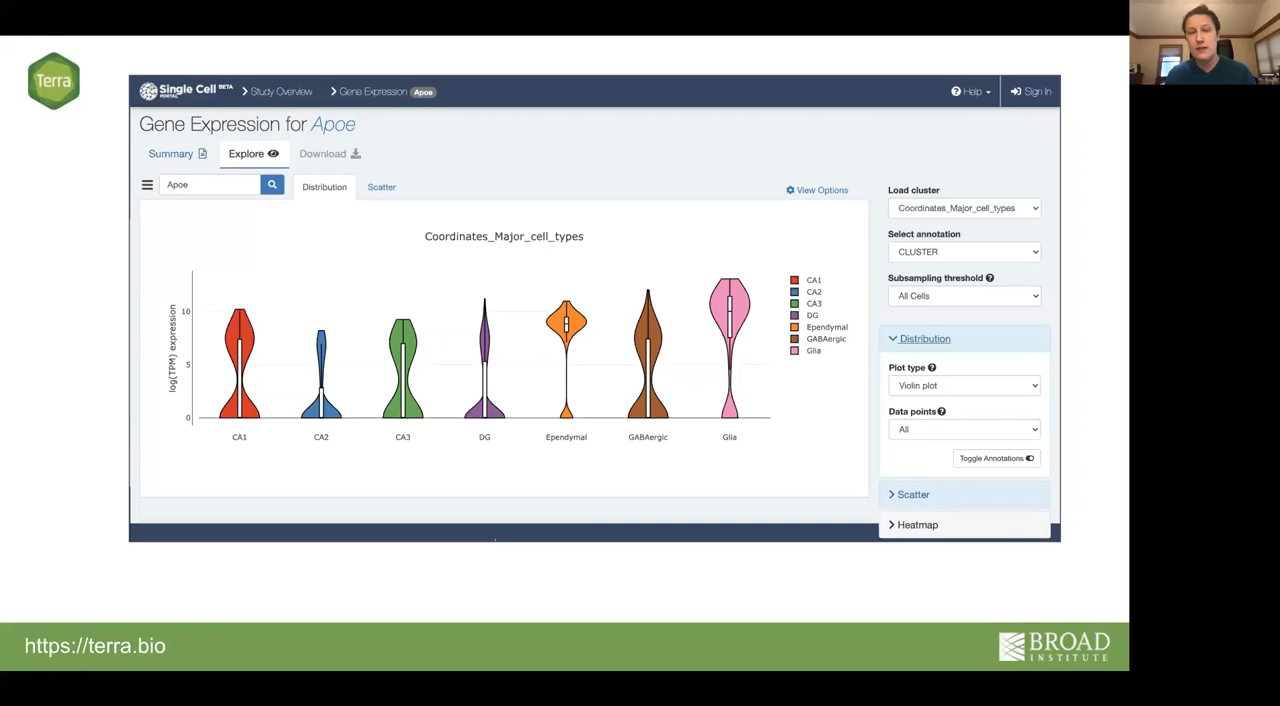 Terra
Single Cell BETA
PORTAL
Study Overview
Gene Expression Apoe
Help
Sign In
Gene Expression for Apoe
Summary
Explore
Download
Apoe
Distribution
Scatter
View Options
Coordinates_Major_cell_types
log(TPM) expression
10
5
0
CA1
CA2
CA3
DG
Ependymal
GABAergic
Glia
CA1
CA2
CA3
DG
Ependymal
GABAergic
Glia
Load cluster
Coordinates_Major_cell_types
Select annotation
CLUSTER
Subsampling threshold
All Cells
Distribution
Plot type
Violin plot
Data points
All
Toggle Annotations
Scatter
Heatmap
https://terra.bio
BROAD
INSTITUTE